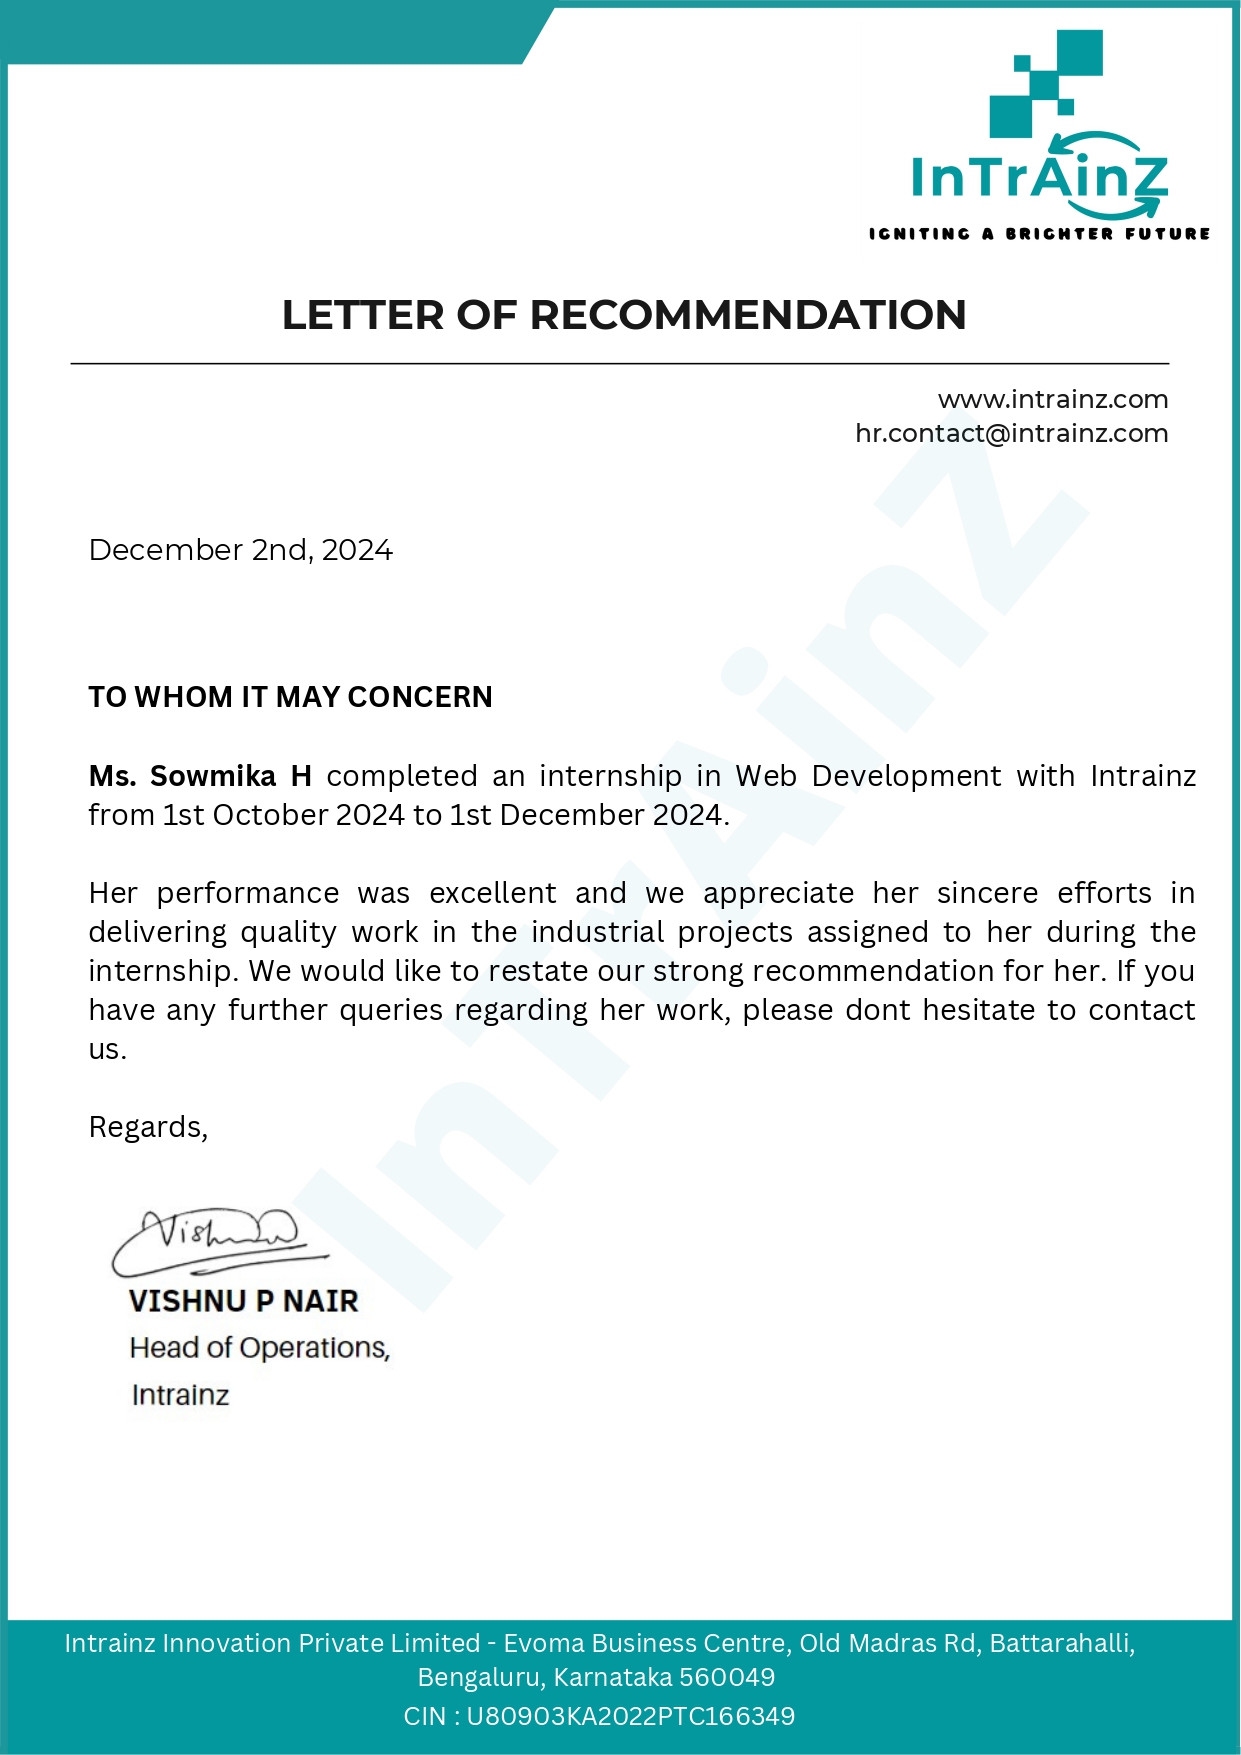 InTrAinZ
IGNITING A BRIGHTER FUTURE
LETTER OF RECOMMENDATION
www.intrainz.com
hr.contact@intrainz.com
December 2nd, 2024
TO WHOM IT MAY CONCERN
Ms. Sowmika H completed an internship in Web Development with Intrainz
from 1st October 2024 to 1st December 2024.
Her performance was excellent and we appreciate her sincere efforts in
delivering quality work in the industrial projects assigned to her during the
internship. We would like to restate our strong recommendation for her. If you
have any further queries regarding her work, please dont hesitate to contact
us.
Regards,
VISHNU P NAIR
Head of Operations,
Intrainz
InTrAinZ
Intrainz Innovation Private Limited - Evoma Business Centre, Old Madras Rd, Battarahalli,
Bengaluru, Karnataka 560049
CIN : U80903KA2022PTC166349